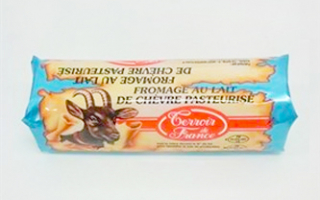 FROMAGE AU LAIT
DE CHÈVRE PASTEURISÉ
FROMAGE AU LAIT
DE CHÈVRE PASTEURISÉ
Terroir
de
France